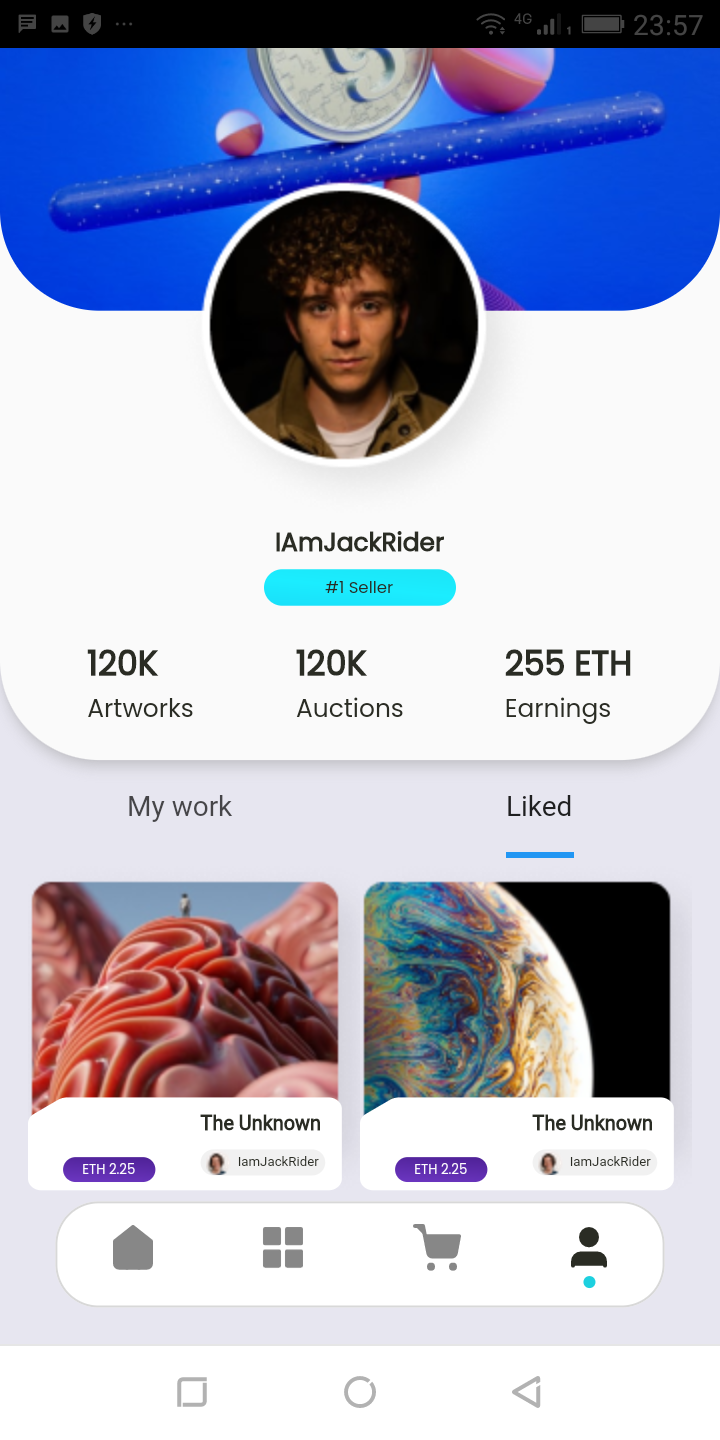 4G 1 23:57
IAmJackRider
#1 Seller
120K 120K 255 ETH
Artworks Auctions Earnings
My work Liked
The Unknown The Unknown
ETH 2.25 IamJackRider ETH 2.25 IamJackRider